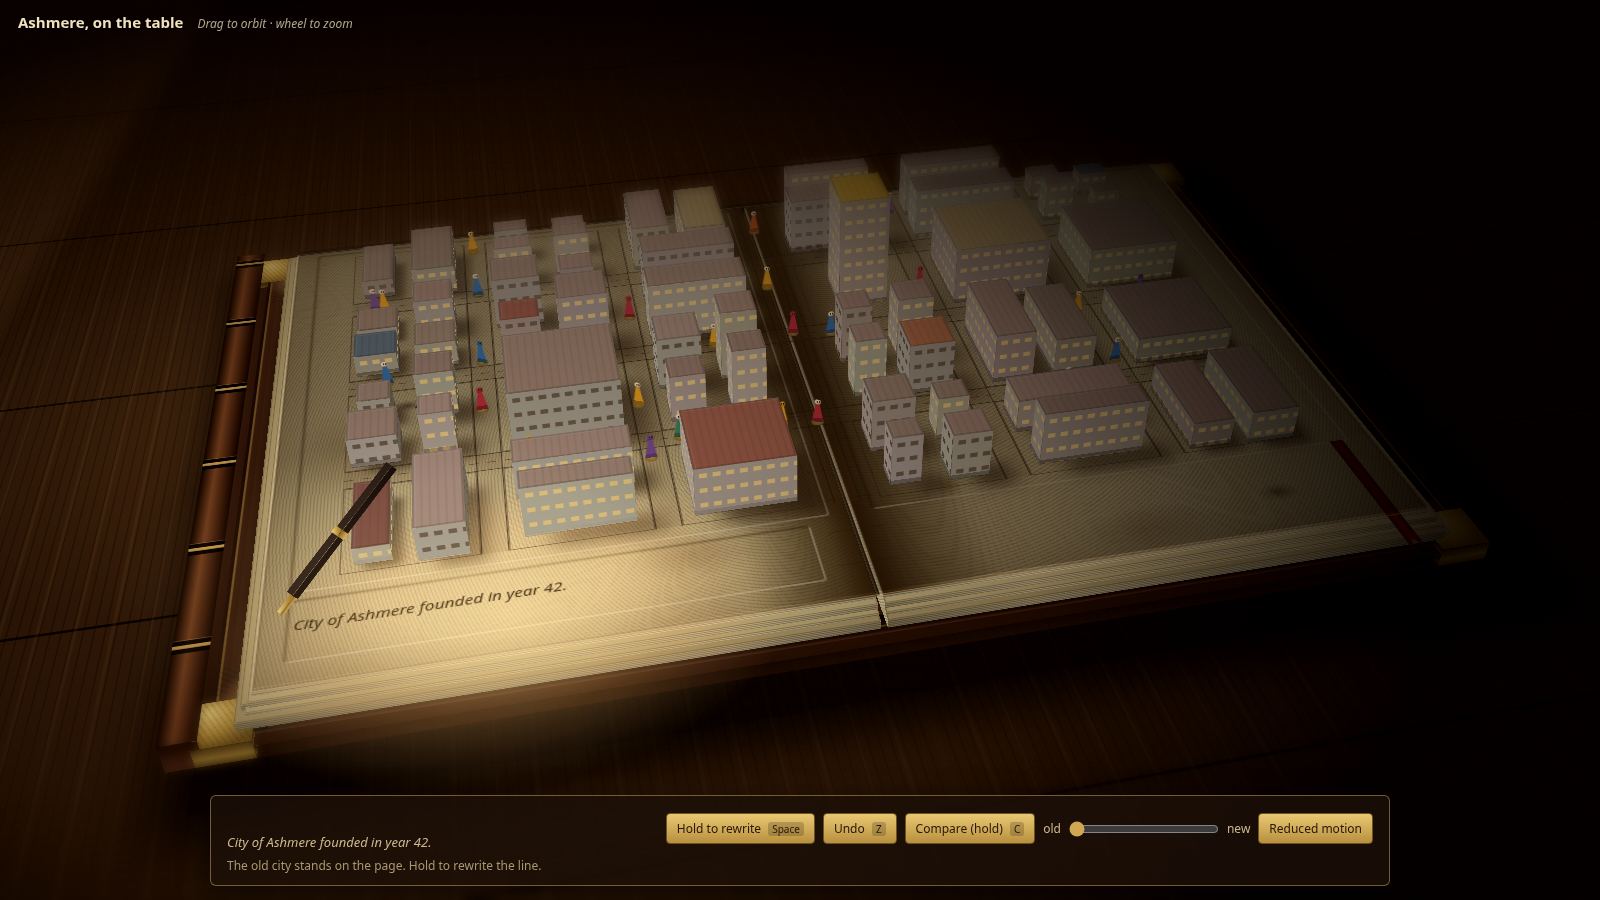 Ashmere, on the table Drag to orbit · wheel to zoom
City of Ashmere founded in year 42.
Hold to rewrite Space Undo Z Compare (hold) C old new Reduced motion
City of Ashmere founded in year 42.
The old city stands on the page. Hold to rewrite the line.